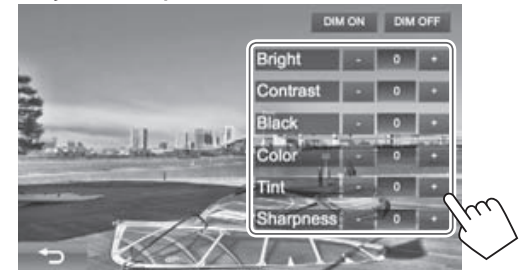 DIM ON DIM OFF
Bright - 0 +
Contrast - 0 +
Black - 0 +
Color - 0 +
Tint - 0 +
Sharpness - 0 +